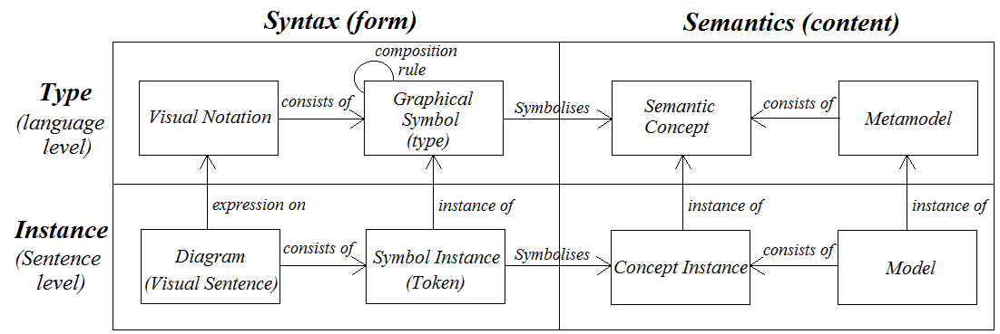 Syntax (form)
Semantics (content)
composition
rule
Type
(language
level)
Visual Notation
consists of
Graphical
Symbol
(type)
Symbolises
Semantic
Concept
consists of
Metamodel
expression on
instance of
instance of
instance of
Instance
(Sentence
level)
Diagram
(Visual Sentence)
consists of
Symbol Instance
(Token)
Symbolises
Concept Instance
consists of
Model